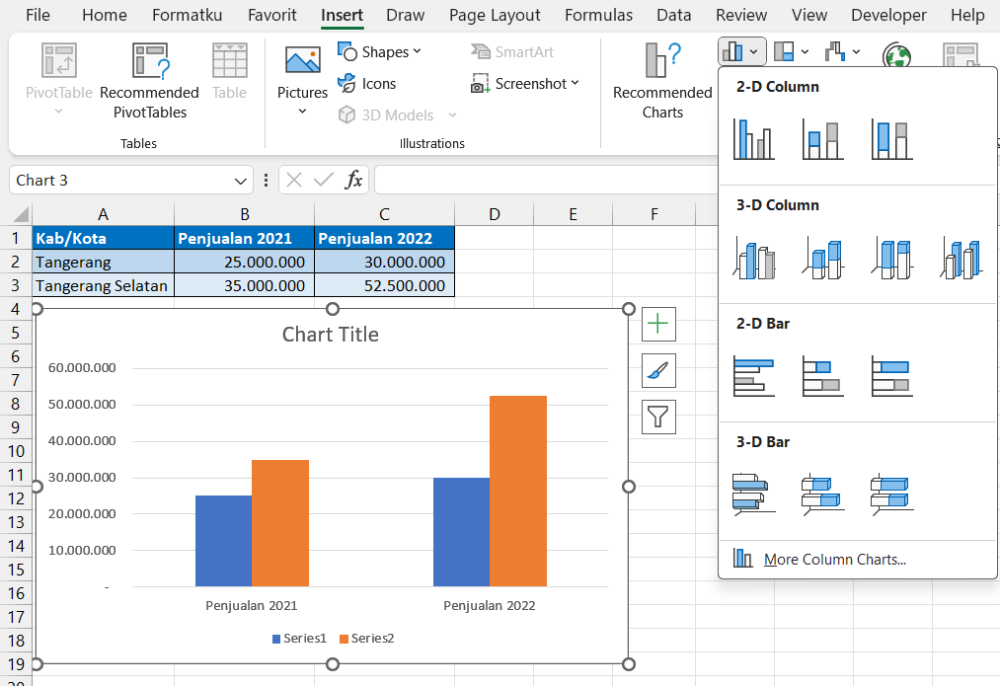 File Home Formatku Favorit Insert Draw Page Layout Formulas Data Review View Developer Help
PivotTable
Recommended PivotTables
Table
Tables
Pictures
Shapes
Icons
3D Models
SmartArt
Screenshot
Illustrations
Recommended Charts
Chart 3
fx
A B C D E F
1 Kab/Kota Penjualan 2021 Penjualan 2022
2 Tangerang 25.000.000 30.000.000
3 Tangerang Selatan 35.000.000 52.500.000
4
5
6
7
8
9
10
11
12
13
14
15
16
17
18
19
20
Chart Title
60.000.000
50.000.000
40.000.000
30.000.000
20.000.000
10.000.000
-
Penjualan 2021 Penjualan 2022
Series1 Series2
2-D Column
3-D Column
2-D Bar
3-D Bar
More Column Charts...